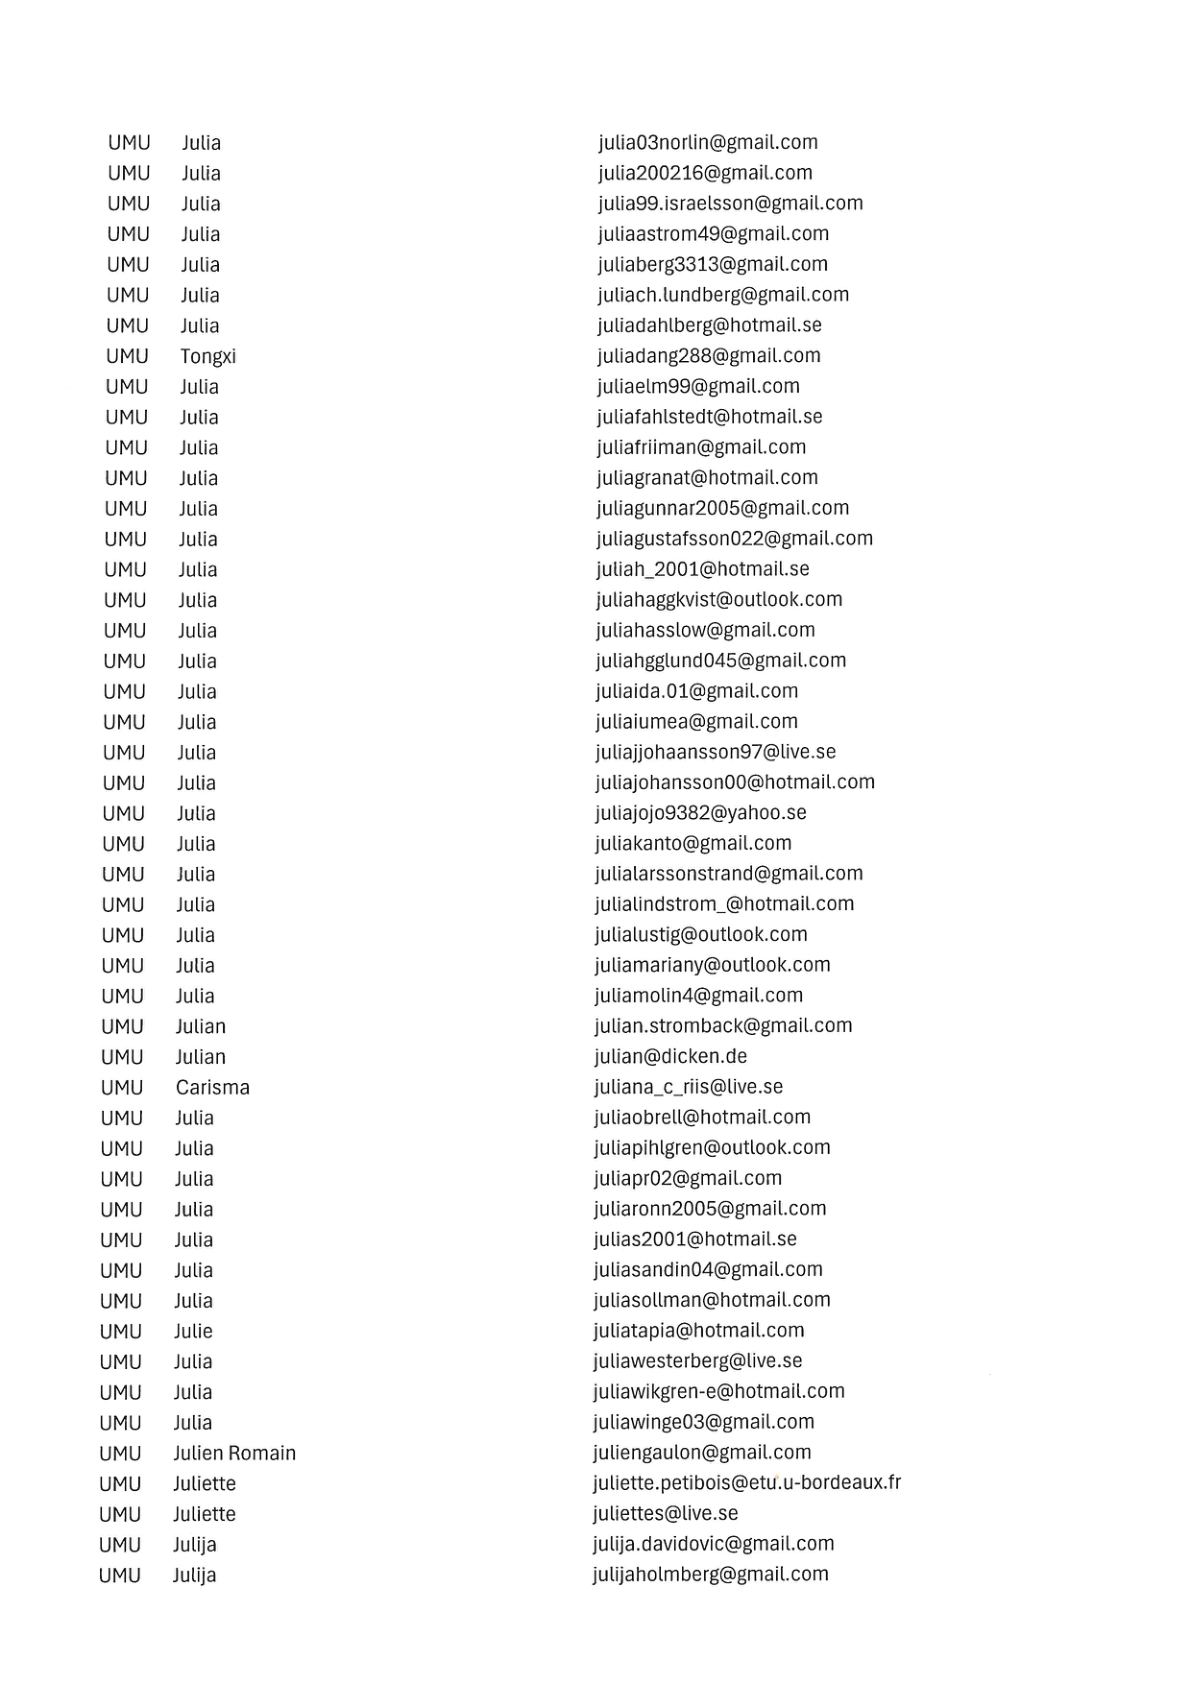 UMU Julia julia03norlin@gmail.com
UMU Julia julia200216@gmail.com
UMU Julia julia99.israelsson@gmail.com
UMU Julia juliaastrom49@gmail.com
UMU Julia juliaberg3313@gmail.com
UMU Julia juliach.lundberg@gmail.com
UMU Julia juliadahlberg@hotmail.se
UMU Tongxi juliadang288@gmail.com
UMU Julia juliaelm99@gmail.com
UMU Julia juliafahlstedt@hotmail.se
UMU Julia juliafriiman@gmail.com
UMU Julia juliagranat@hotmail.com
UMU Julia juliagunnar2005@gmail.com
UMU Julia juliagustafsson022@gmail.com
UMU Julia juliah_2001@hotmail.se
UMU Julia juliahaggkvist@outlook.com
UMU Julia juliahasslow@gmail.com
UMU Julia juliahgglund045@gmail.com
UMU Julia juliaida.01@gmail.com
UMU Julia juliaiumea@gmail.com
UMU Julia juliajjohaansson97@live.se
UMU Julia juliajohansson00@hotmail.com
UMU Julia juliajojo9382@yahoo.se
UMU Julia juliakanto@gmail.com
UMU Julia julialarssonstrand@gmail.com
UMU Julia julialindstrom_@hotmail.com
UMU Julia julialustig@outlook.com
UMU Julia juliamariany@outlook.com
UMU Julia juliamolin4@gmail.com
UMU Julian julian.stromback@gmail.com
UMU Julian julian@dicken.de
UMU Carisma juliana_c_riis@live.se
UMU Julia juliaobrell@hotmail.com
UMU Julia juliapihlgren@outlook.com
UMU Julia juliapr02@gmail.com
UMU Julia juliaronn2005@gmail.com
UMU Julia julias2001@hotmail.se
UMU Julia juliasandin04@gmail.com
UMU Julia juliasollman@hotmail.com
UMU Julie juliatapia@hotmail.com
UMU Julia juliawesterberg@live.se
UMU Julia juliawikgren-e@hotmail.com
UMU Julia juliawinge03@gmail.com
UMU Julien Romain juliengaulon@gmail.com
UMU Juliette juliette.petibois@etu.u-bordeaux.fr
UMU Juliette juliettes@live.se
UMU Julija julija.davidovic@gmail.com
UMU Julija julijaholmberg@gmail.com